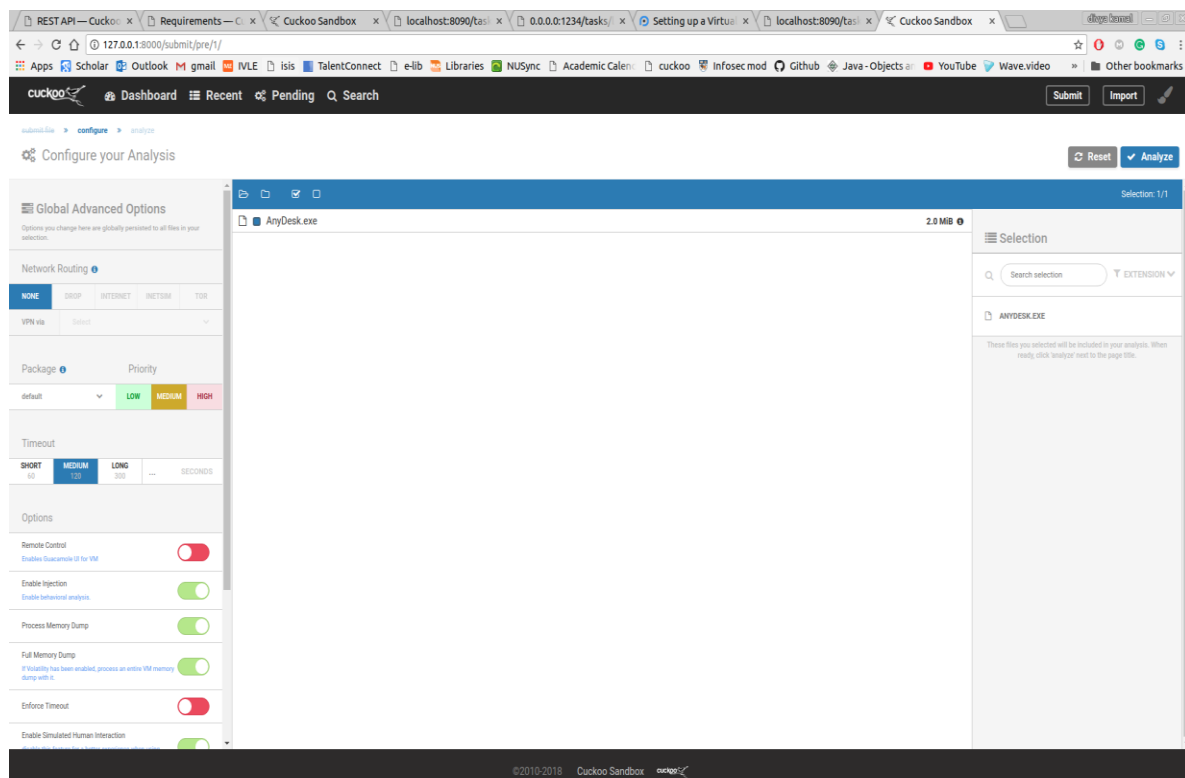 REST API — Cuckoo
Requirements — C
Cuckoo Sandbox
localhost:8090/task
0.0.0.0:1234/tasks/
Setting up a Virtual
localhost:8090/task
Cuckoo Sandbox
divya kamal
127.0.0.1:8000/submit/pre/1/
Apps Scholar Outlook gmail IVLE isis TalentConnect e-lib Libraries NUSync Academic Calend cuckoo Infosec mod Github Java-Objects a YouTube Wave.video » Other bookmarks
cuckoo Dashboard Recent Pending Search Submit Import
submit file » configure » analyze
Configure your Analysis
Reset Analyze
Selection: 1/1
Global Advanced Options
Options you change here are globally persisted to all files in your
selection.
AnyDesk.exe 2.0 MiB
Selection
Search selection EXTENSION
ANYDESK.EXE
These files you selected will be included in your analysis. When
ready, click 'analyze' next to the page title.
Network Routing
NONE DROP INTERNET INETSIM TOR
VPN via Select
Package Priority
default LOW MEDIUM HIGH
Timeout
SHORT MEDIUM LONG
60 120 300 ... SECONDS
Options
Remote Control
Enables Guacamole UI for VM
Enable Injection
Enable behavioral analysis.
Process Memory Dump
Full Memory Dump
If Volatility has been enabled, process an entire VM memory
dump with it.
Enforce Timeout
Enable Simulated Human Interaction
©2010-2018 Cuckoo Sandbox cuckoo